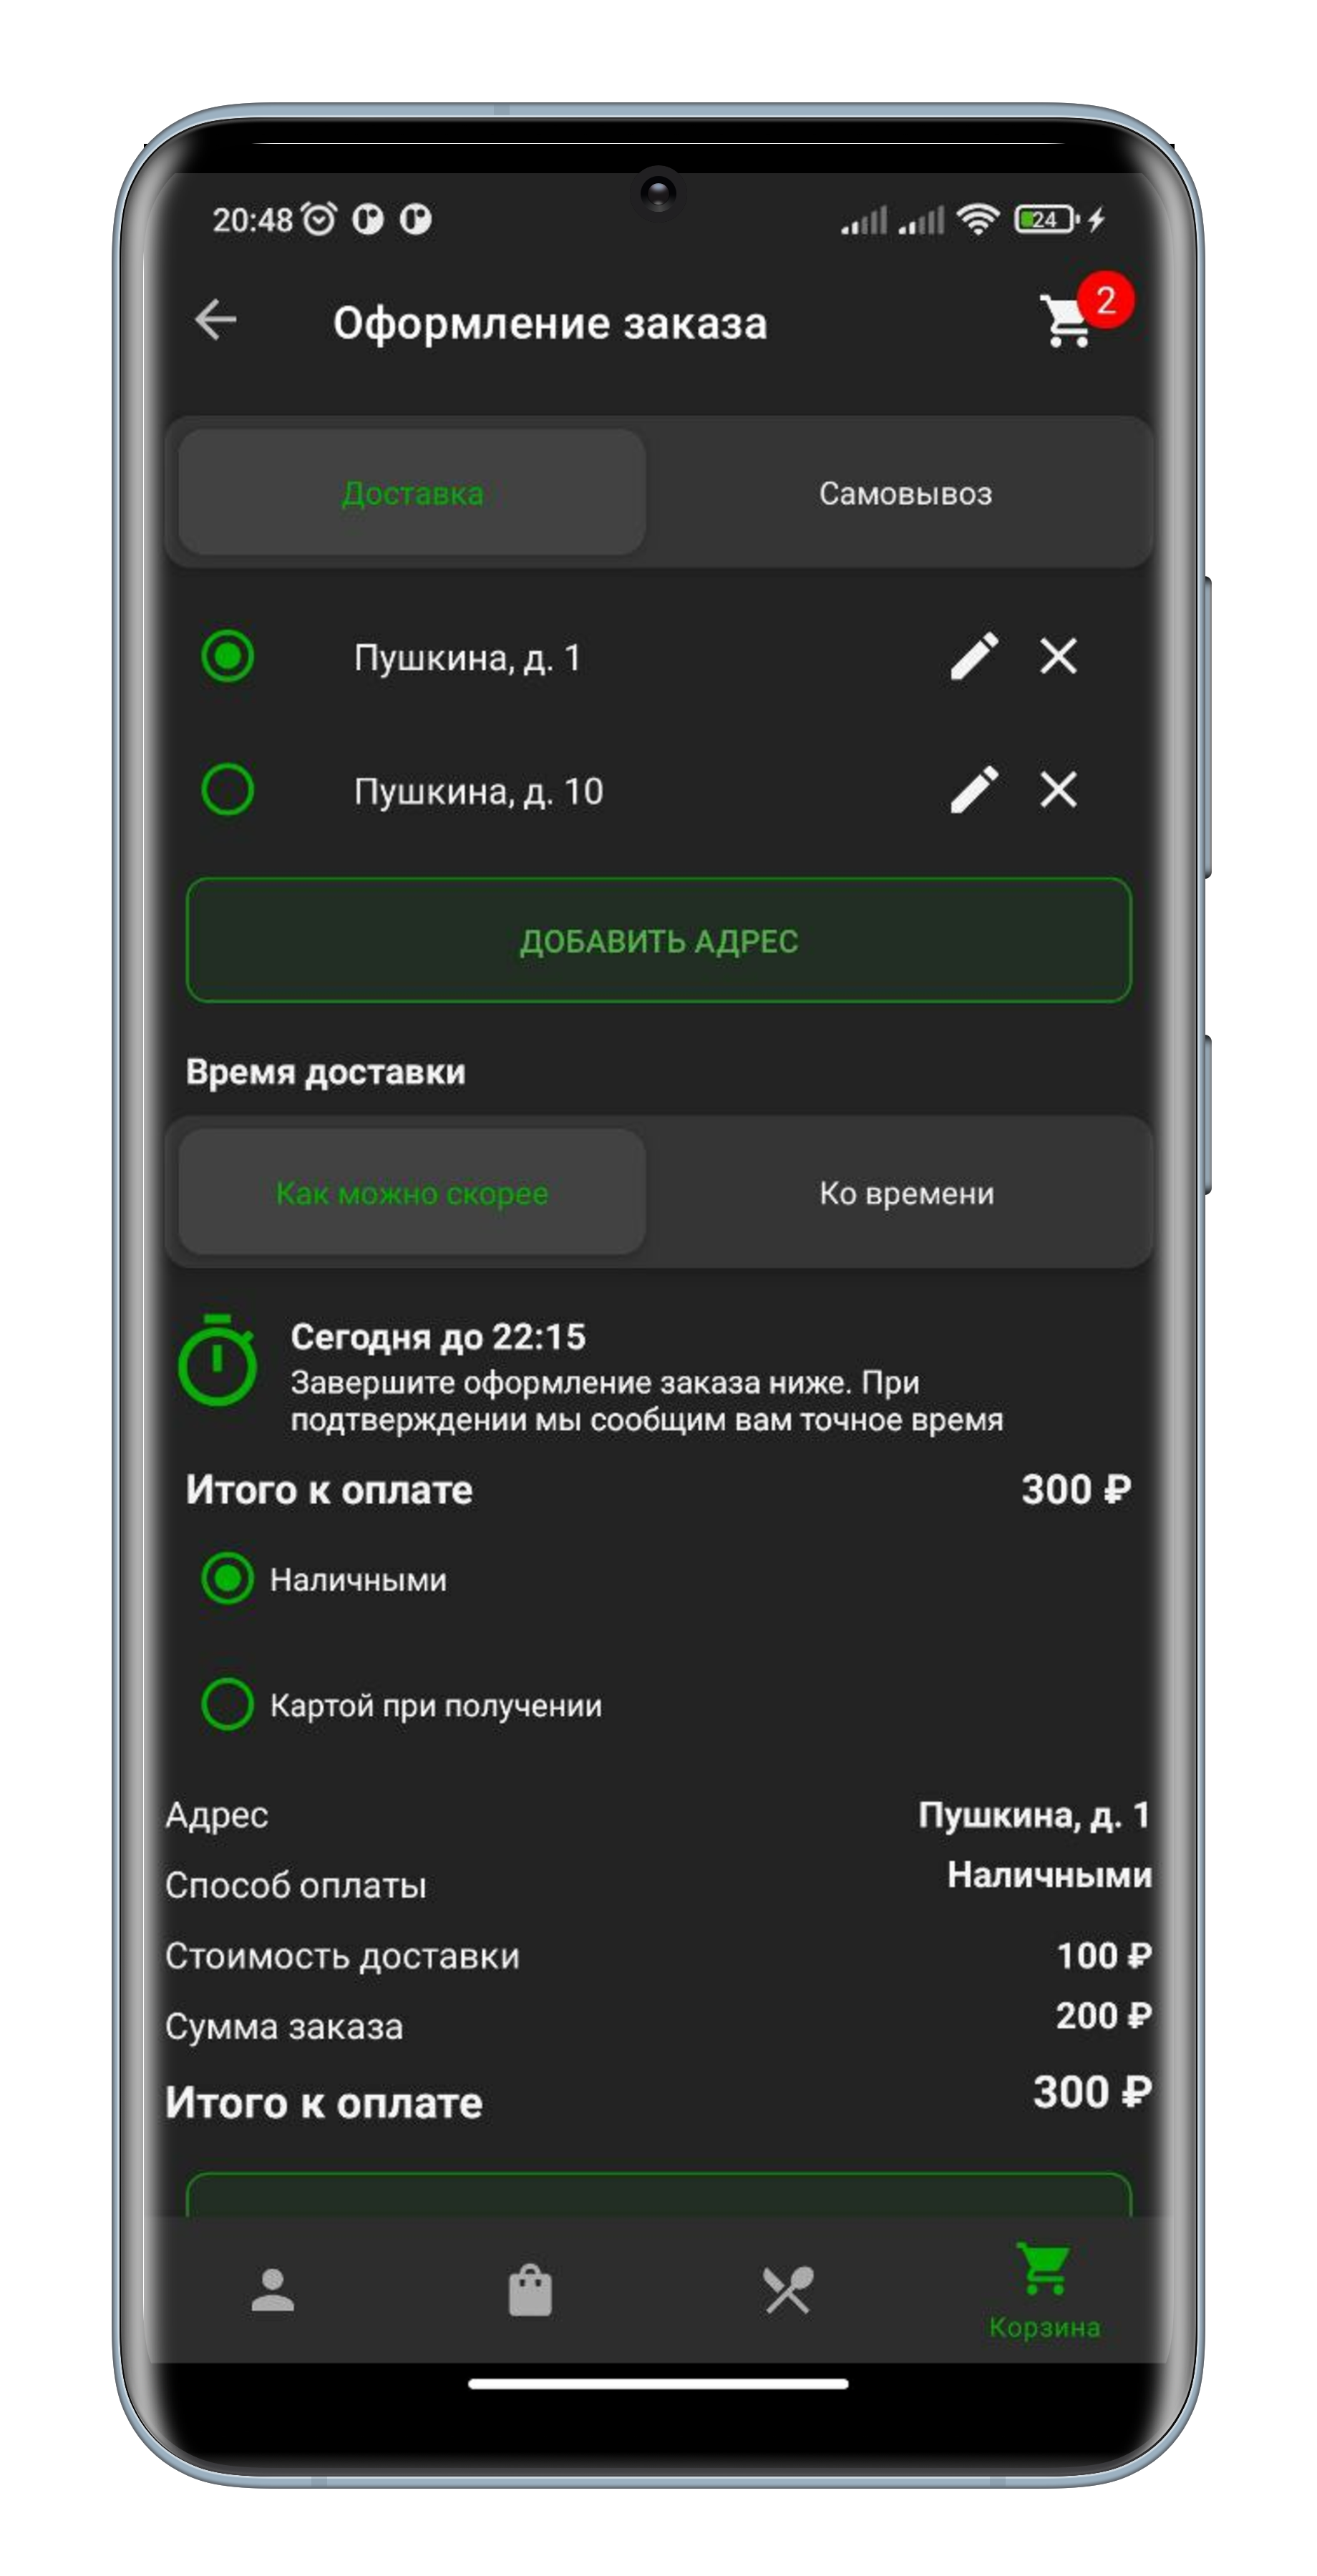 20:48 24
Оформление заказа 2
Доставка Самовывоз
Пушкина, д. 1
Пушкина, д. 10
ДОБАВИТЬ АДРЕС
Время доставки
Как можно скорее Ко времени
Сегодня до 22:15
Завершите оформление заказа ниже. При
подтверждении мы сообщим вам точное время
Итого к оплате 300 ₽
Наличными
Картой при получении
Адрес Пушкина, д. 1
Способ оплаты Наличными
Стоимость доставки 100 ₽
Сумма заказа 200 ₽
Итого к оплате 300 ₽
Корзина